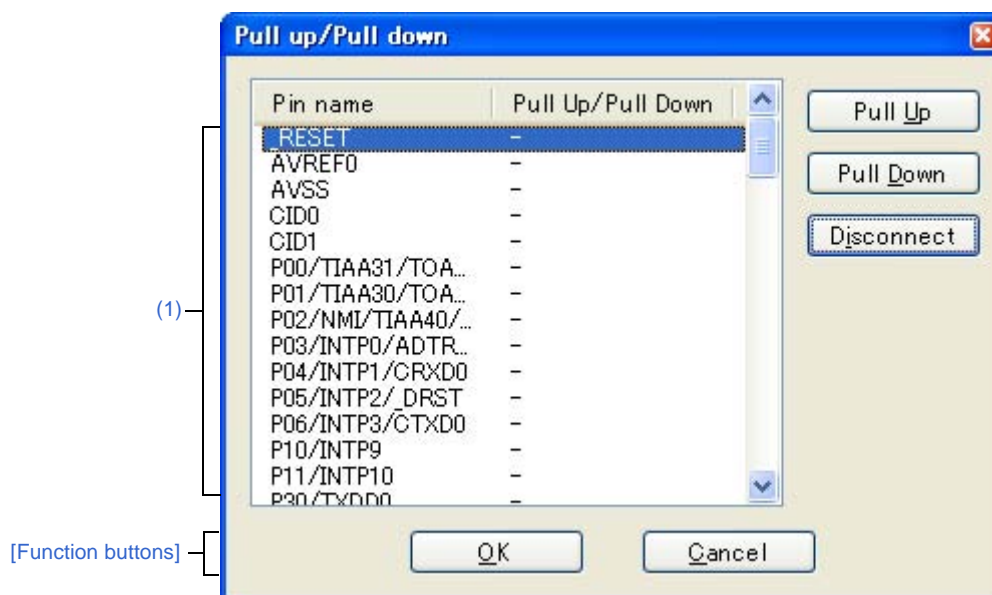 Pull up/Pull down
Pin name Pull Up/Pull Down
_RESET -
AVREF0 -
AVSS -
CID0 -
CID1 -
P00/TIAA31/TOA... -
P01/TIAA30/TOA... -
P02/NMI/TIAA40/... -
P03/INTP0/ADTR... -
P04/INTP1/CRXD0 -
P05/INTP2/_DRST -
P06/INTP3/CTXD0 -
P10/INTP9 -
P11/INTP10 -
P30/TXDD0 -
Pull Up
Pull Down
Disconnect
(1)
[Function buttons]
OK Cancel